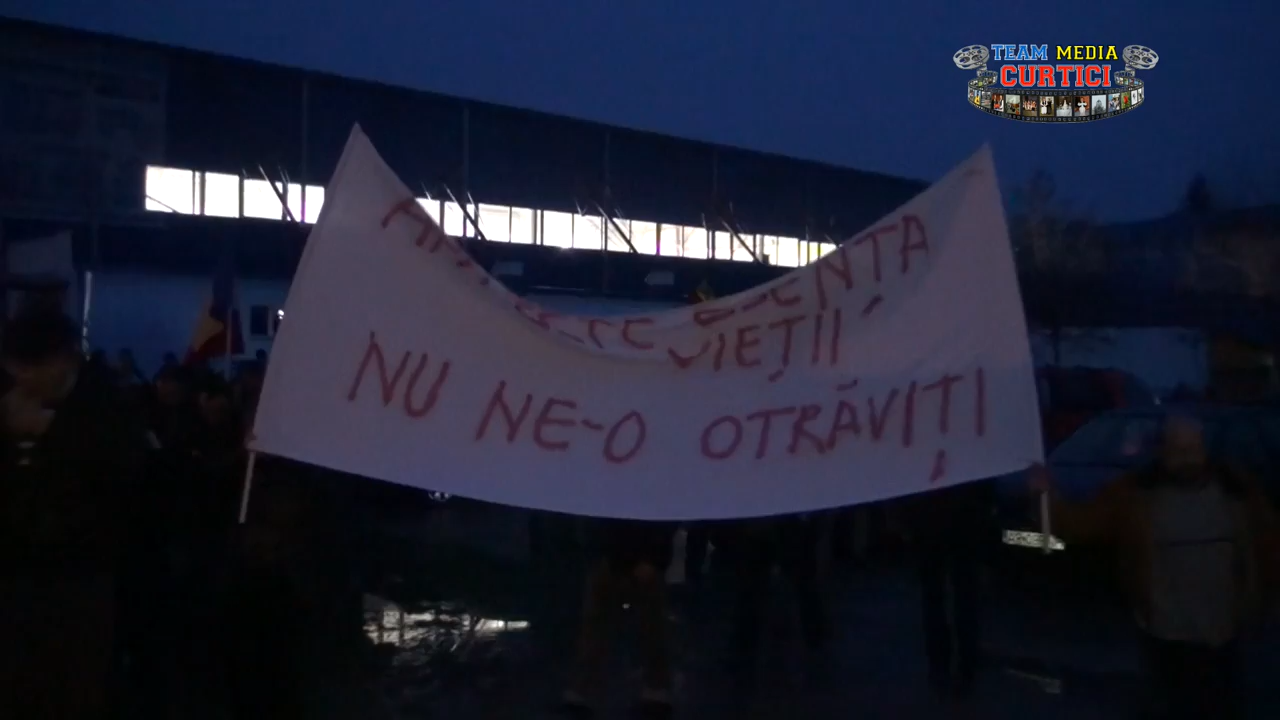 TEAM MEDIA
CURTICI
ESENȚA
VIEȚII
NU NE-O OTRĂVIȚI